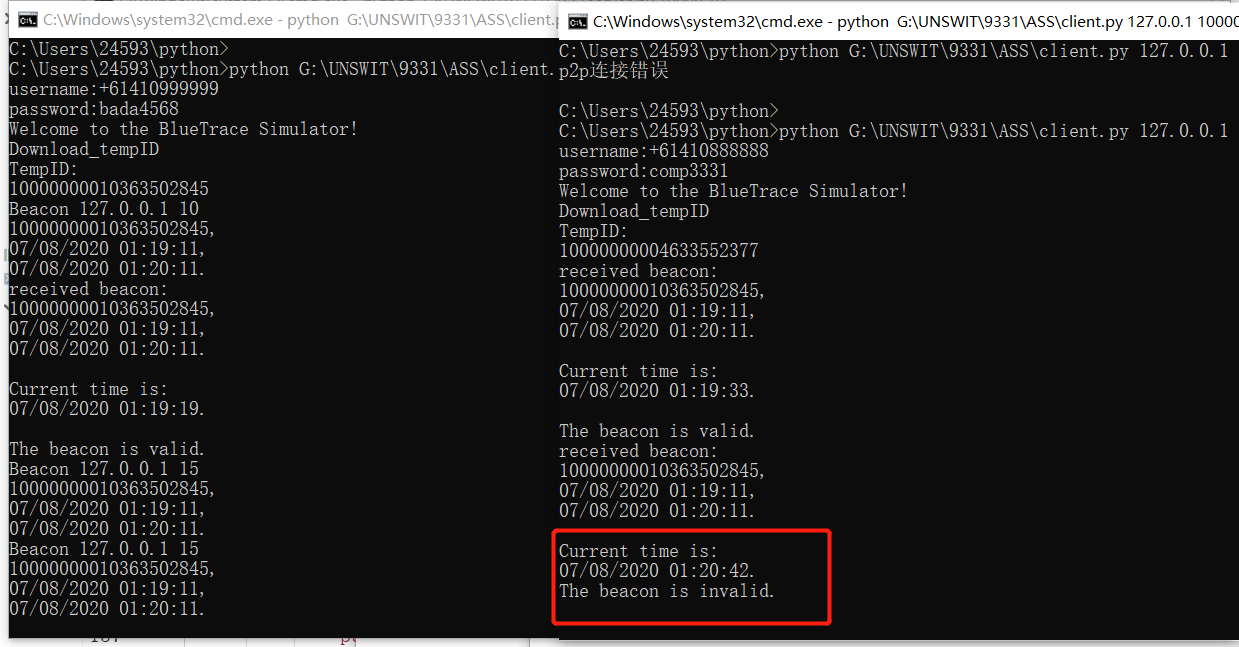 C:\Windows\system32\cmd.exe - python G:\UNSWIT\9331\ASS\client.p
C:\Users\24593\python>
C:\Users\24593\python>python G:\UNSWIT\9331\ASS\client.
username:+61410999999
password:bada4568
Welcome to the BlueTrace Simulator!
Download_tempID
TempID:
10000000010363502845
Beacon 127.0.0.1 10
10000000010363502845,
07/08/2020 01:19:11,
07/08/2020 01:20:11.
received beacon:
10000000010363502845,
07/08/2020 01:19:11,
07/08/2020 01:20:11.
Current time is:
07/08/2020 01:19:19.
The beacon is valid.
Beacon 127.0.0.1 15
10000000010363502845,
07/08/2020 01:19:11,
07/08/2020 01:20:11.
Beacon 127.0.0.1 15
10000000010363502845,
07/08/2020 01:19:11,
07/08/2020 01:20:11.
C:\Windows\system32\cmd.exe - python G:\UNSWIT\9331\ASS\client.py 127.0.0.1 10000
C:\Users\24593\python>python G:\UNSWIT\9331\ASS\client.py 127.0.0.1
p2p连接错误
C:\Users\24593\python>
C:\Users\24593\python>python G:\UNSWIT\9331\ASS\client.py 127.0.0.1
username:+61410888888
password:comp3331
Welcome to the BlueTrace Simulator!
Download_tempID
TempID:
10000000004633552377
received beacon:
10000000010363502845,
07/08/2020 01:19:11,
07/08/2020 01:20:11.
Current time is:
07/08/2020 01:19:33.
The beacon is valid.
received beacon:
10000000010363502845,
07/08/2020 01:19:11,
07/08/2020 01:20:11.
Current time is:
07/08/2020 01:20:42.
The beacon is invalid.